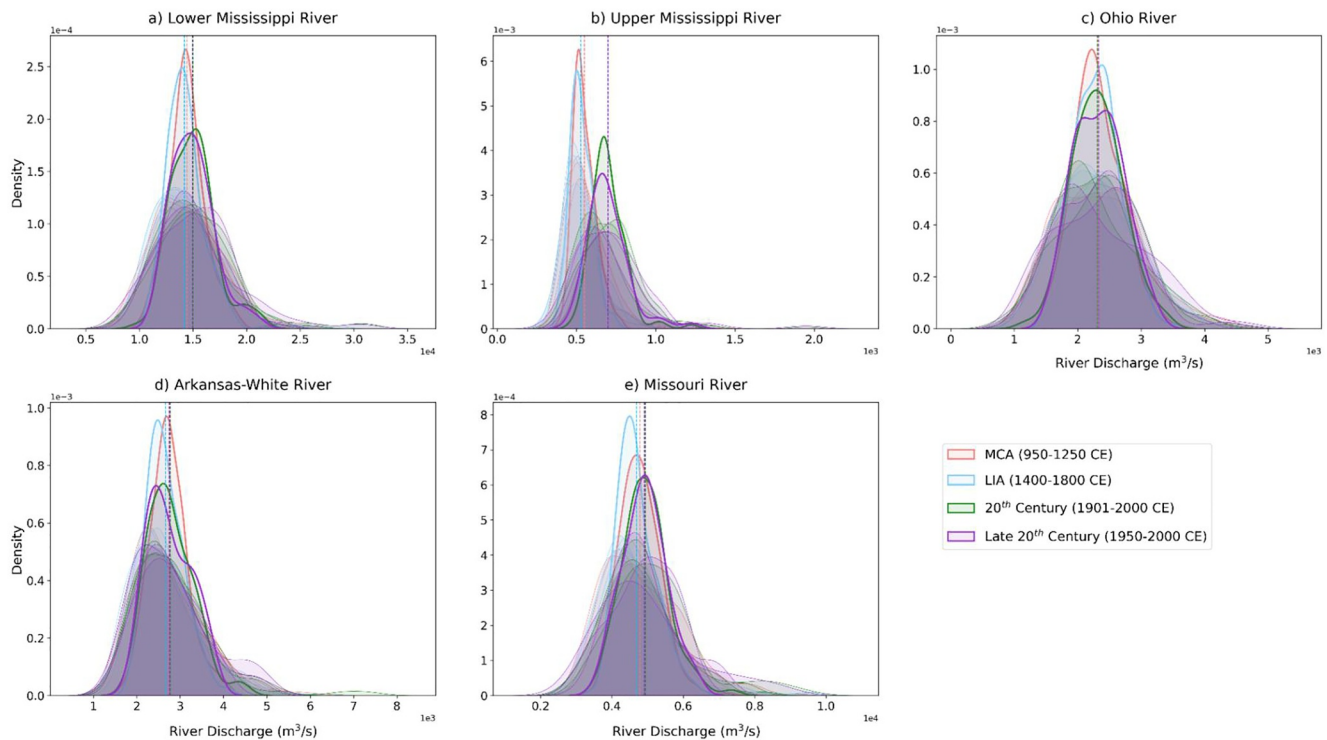 a) Lower Mississippi River
b) Upper Mississippi River
c) Ohio River
1e−4
1e−3
1e−3
Density
2.5
2.0
1.5
1.0
0.5
0.0
0.5 1.0 1.5 2.0 2.5 3.0 3.5
1e4
6
5
4
3
2
1
0
0.0 0.5 1.0 1.5 2.0
1e3
1.0
0.8
0.6
0.4
0.2
0.0
0 1 2 3 4 5
1e3
River Discharge (m³/s)
d) Arkansas-White River
e) Missouri River
1e−3
1e−4
Density
1.0
0.8
0.6
0.4
0.2
0.0
1 2 3 4 5 6 7 8
1e3
River Discharge (m³/s)
8
7
6
5
4
3
2
1
0
0.2 0.4 0.6 0.8 1.0
1e4
River Discharge (m³/s)
MCA (950-1250 CE)
LIA (1400-1800 CE)
20th Century (1901-2000 CE)
Late 20th Century (1950-2000 CE)